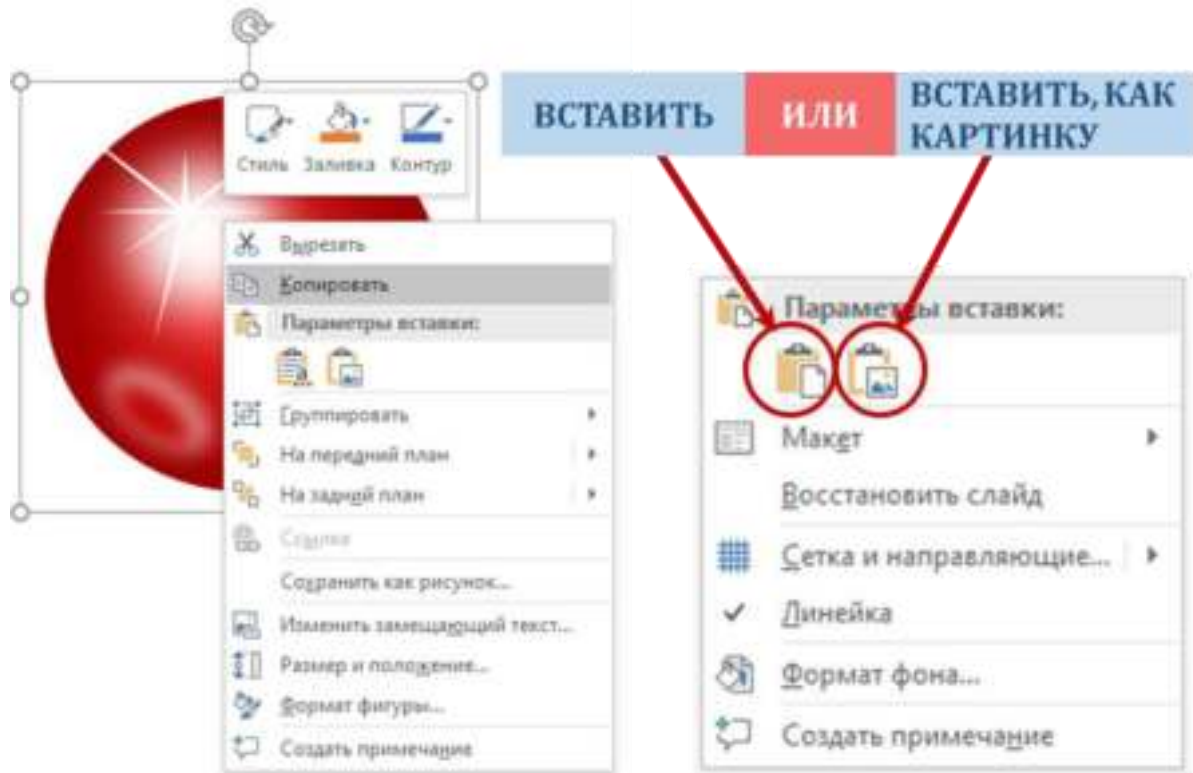 Стиль Заливка Контур
ВСТАВИТЬ
ИЛИ
ВСТАВИТЬ, КАК
КАРТИНКУ
Вырезать
Копировать
Параметры вставки:
Группировать
На передний план
На задний план
Ссылка
Сохранить как рисунок...
Изменить замещающий текст...
Размер и положение...
Формат фигуры...
Создать примечание
Параметры вставки:
Макет
Восстановить слайд
Сетка и направляющие...
Линейка
Формат фона...
Создать примечание